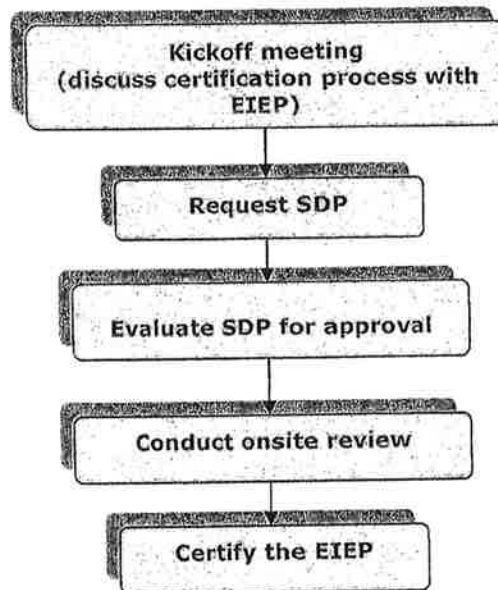 Kickoff meeting
(discuss certification process with
EIEP)
Request SDP
Evaluate SDP for approval
Conduct onsite review
Certify the EIEP